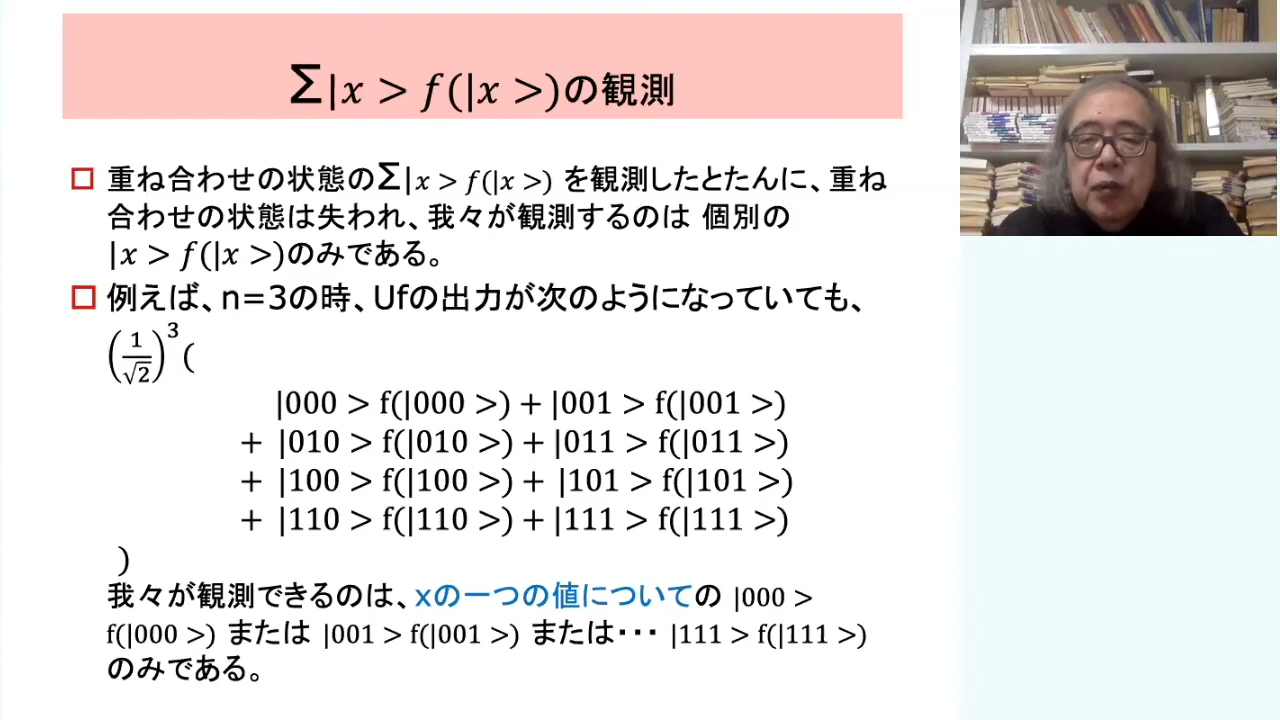 Σ|x > f(|x >)の観測
重ね合わせの状態のΣ|x > f(|x >) を観測したとたんに、重ね
合わせの状態は失われ、我々が観測するのは 個別の
|x > f(|x >)のみである。
例えば、n=3の時、Ufの出力が次のようになっていても、
(1/√2)³(
|000 > f(|000 >) + |001 > f(|001 >)
+ |010 > f(|010 >) + |011 > f(|011 >)
+ |100 > f(|100 >) + |101 > f(|101 >)
+ |110 > f(|110 >) + |111 > f(|111 >)
)
我々が観測できるのは、xの一つの値についての |000 >
f(|000 >) または |001 > f(|001 >) または・・・ |111 > f(|111 >)
のみである。